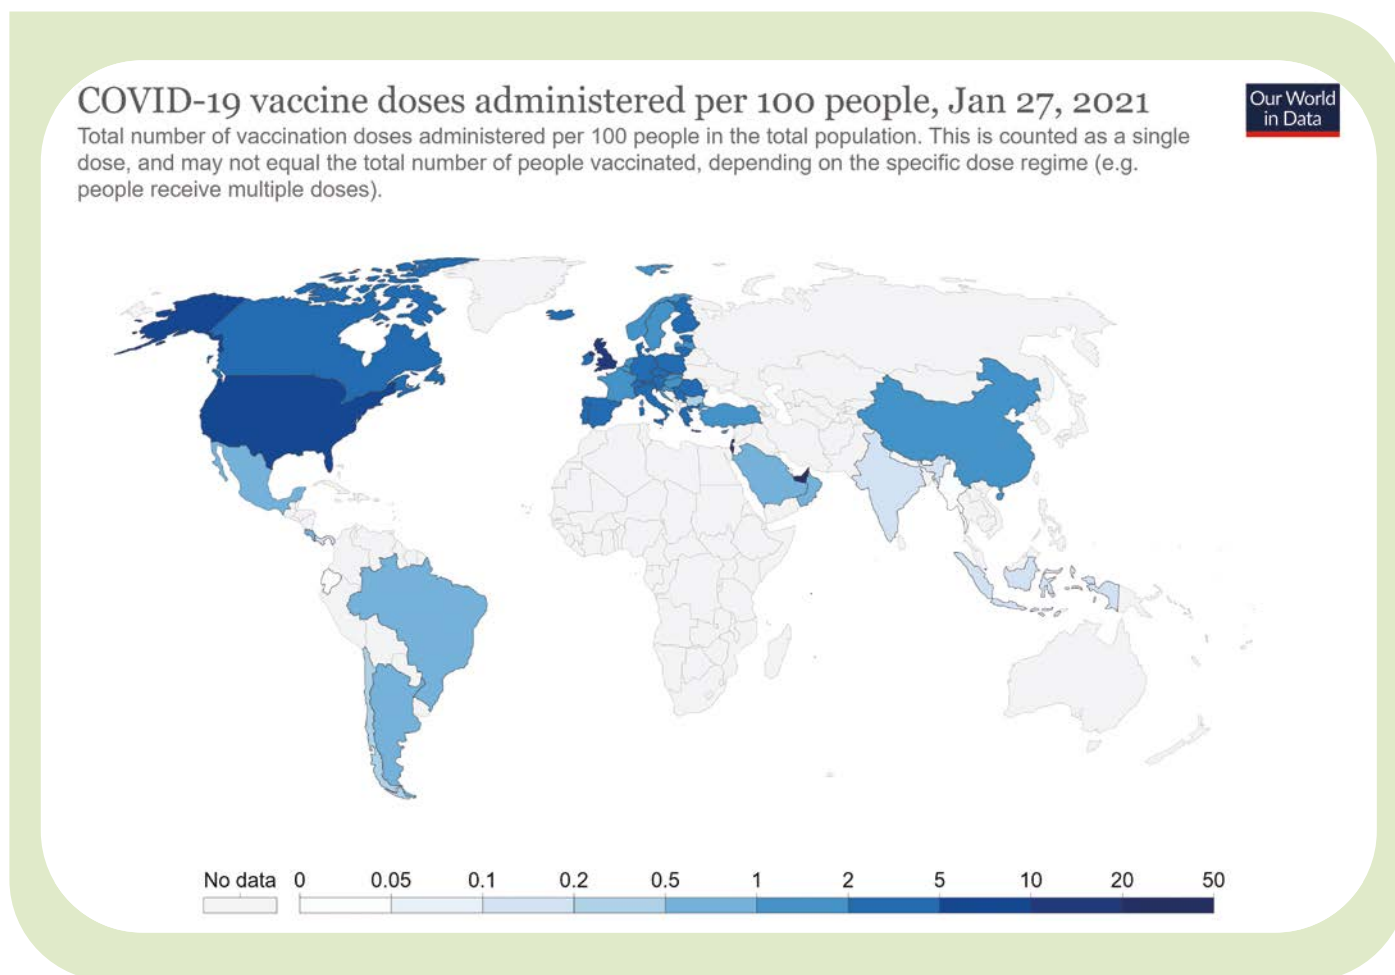 COVID-19 vaccine doses administered per 100 people, Jan 27, 2021
Our World
in Data
Total number of vaccination doses administered per 100 people in the total population. This is counted as a single
dose, and may not equal the total number of people vaccinated, depending on the specific dose regime (e.g.
people receive multiple doses).
No data 0 0.05 0.1 0.2 0.5 1 2 5 10 20 50